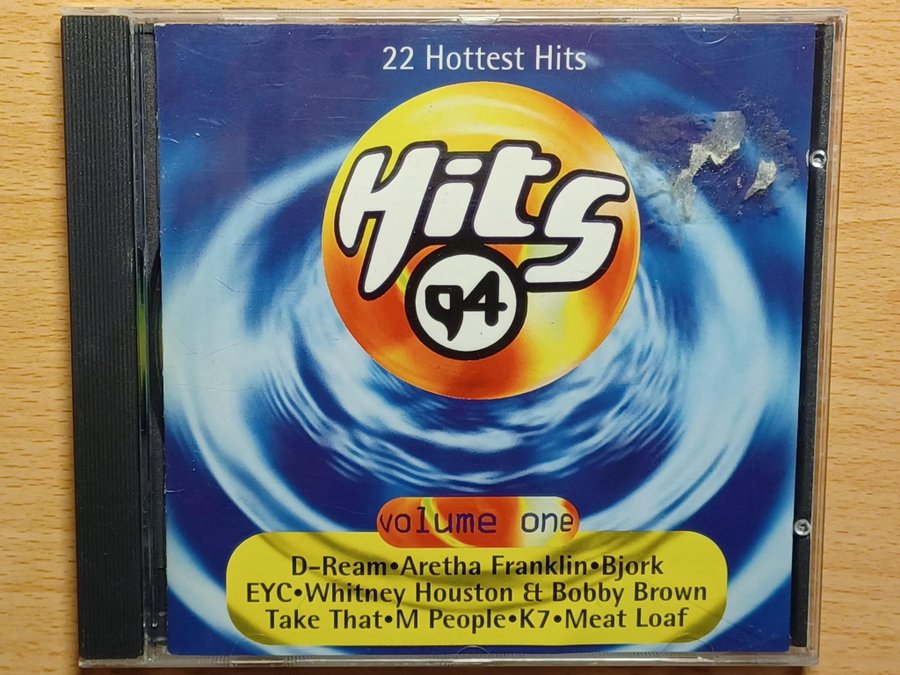 22 Hottest Hits
Hits
94
volume one
D-Ream•Aretha Franklin•Bjork
EYC•Whitney Houston & Bobby Brown
Take That•M People•K7•Meat Loaf